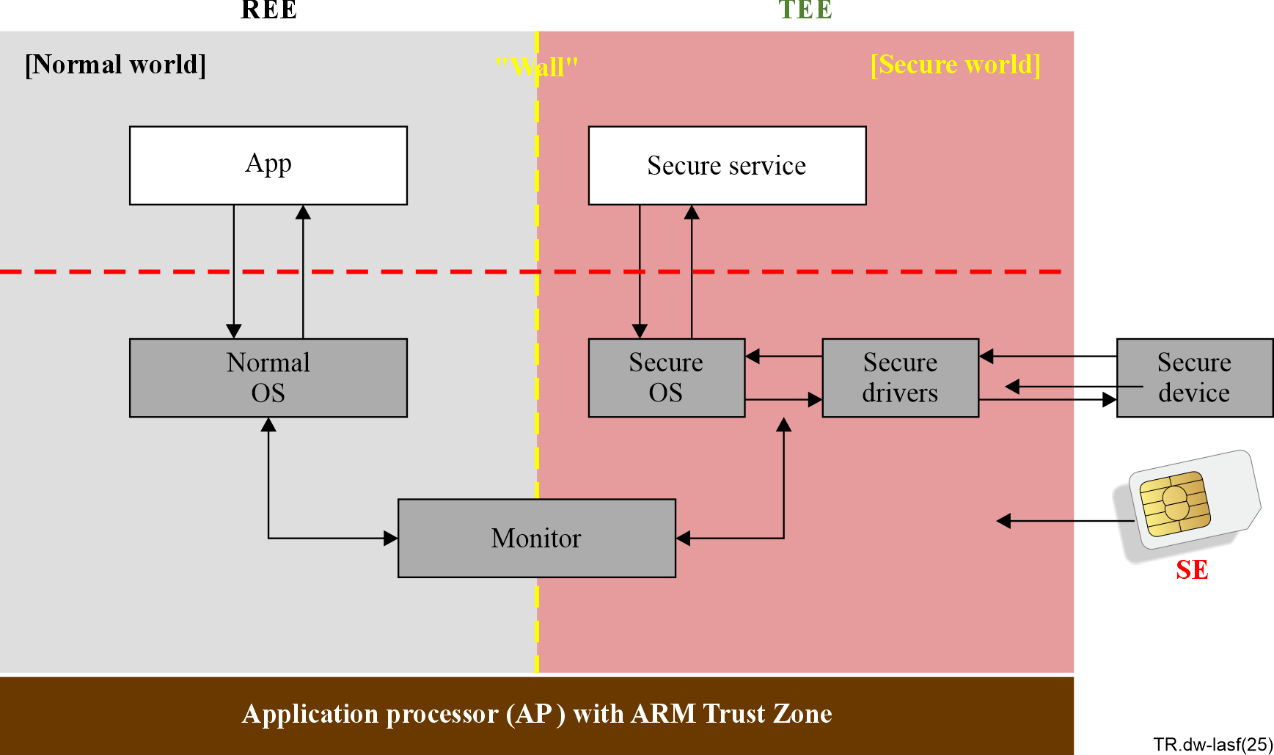 REE
TEE
[Normal world]
"Wall"
[Secure world]
App
Secure service
Normal
OS
Secure
OS
Secure
drivers
Secure
device
Monitor
SE
Application processor (AP ) with ARM Trust Zone
TR.dw-lasf(25)